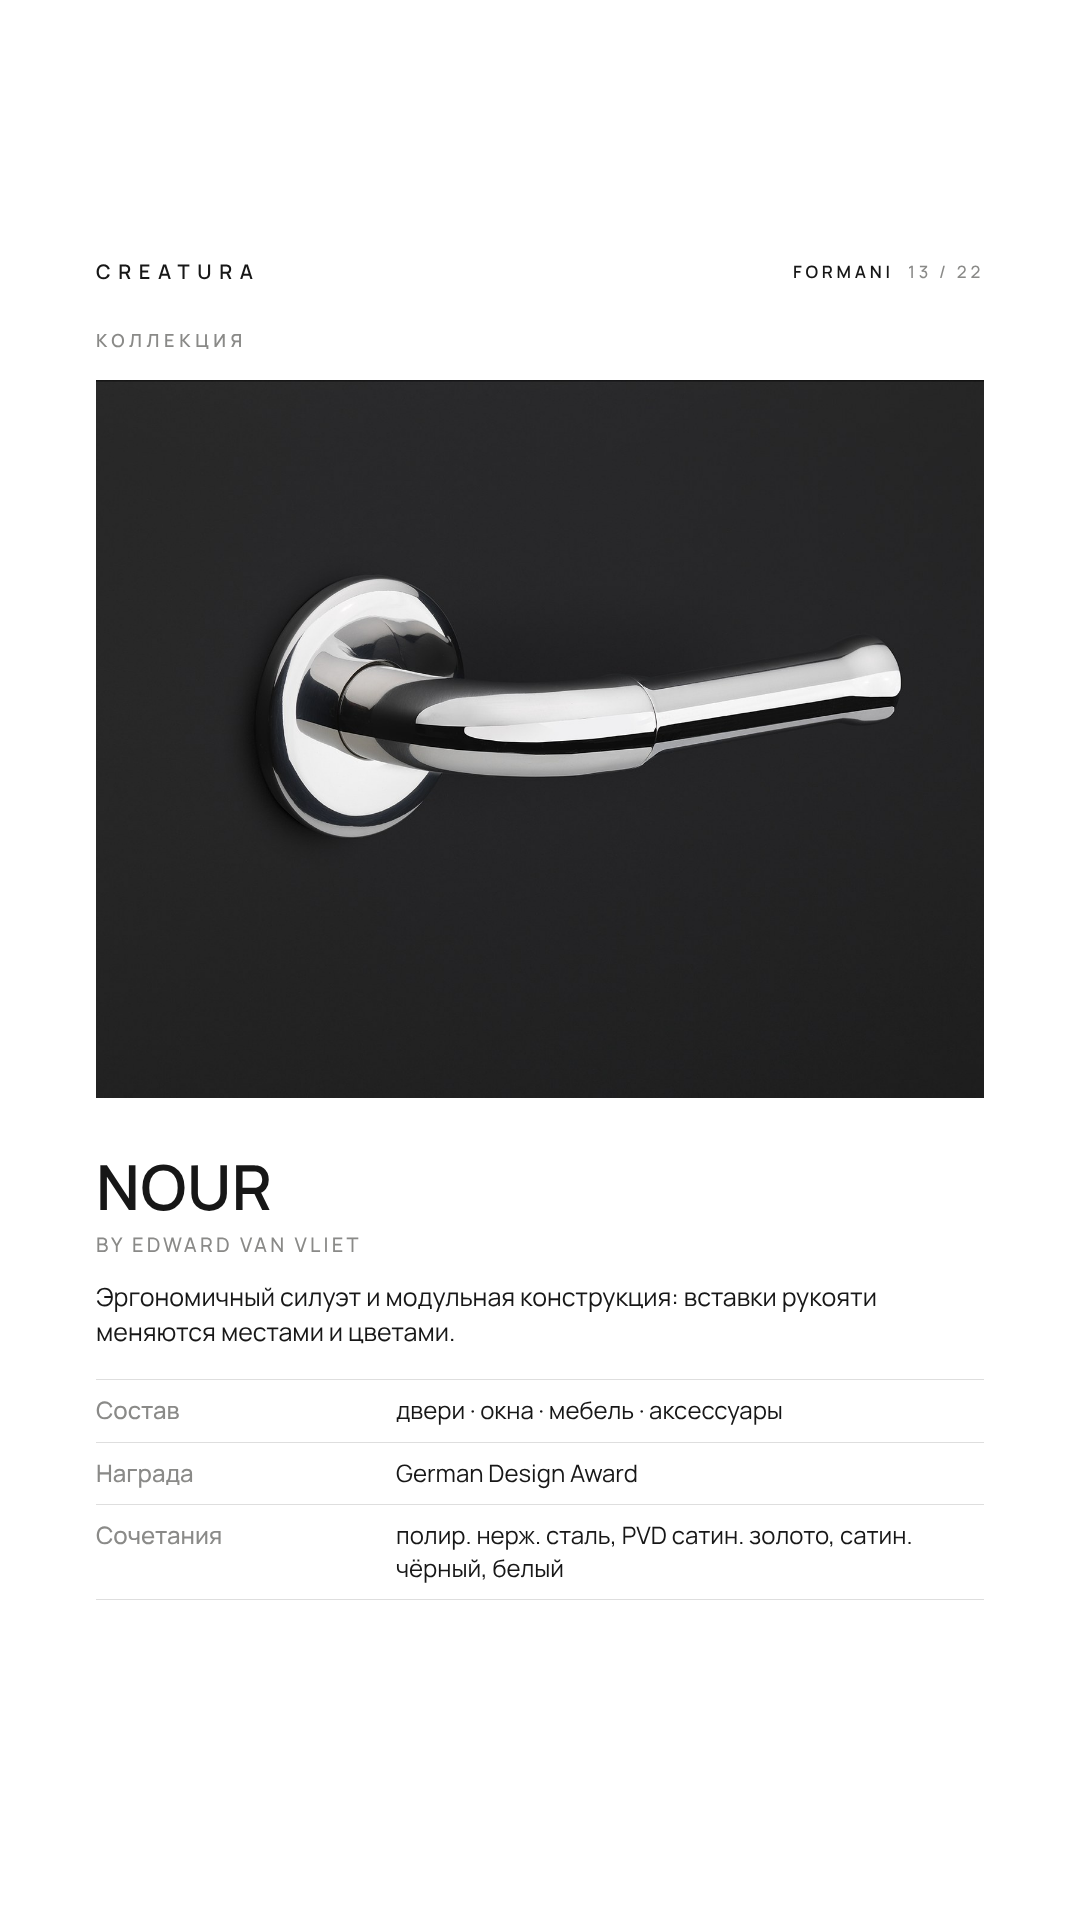 CREATURA
FORMANI 13 / 22
КОЛЛЕКЦИЯ
NOUR
BY EDWARD VAN VLIET
Эргономичный силуэт и модульная конструкция: вставки рукояти
меняются местами и цветами.
Состав двери · окна · мебель · аксессуары
Награда German Design Award
Сочетания полир. нерж. сталь, PVD сатин. золото, сатин.
чёрный, белый